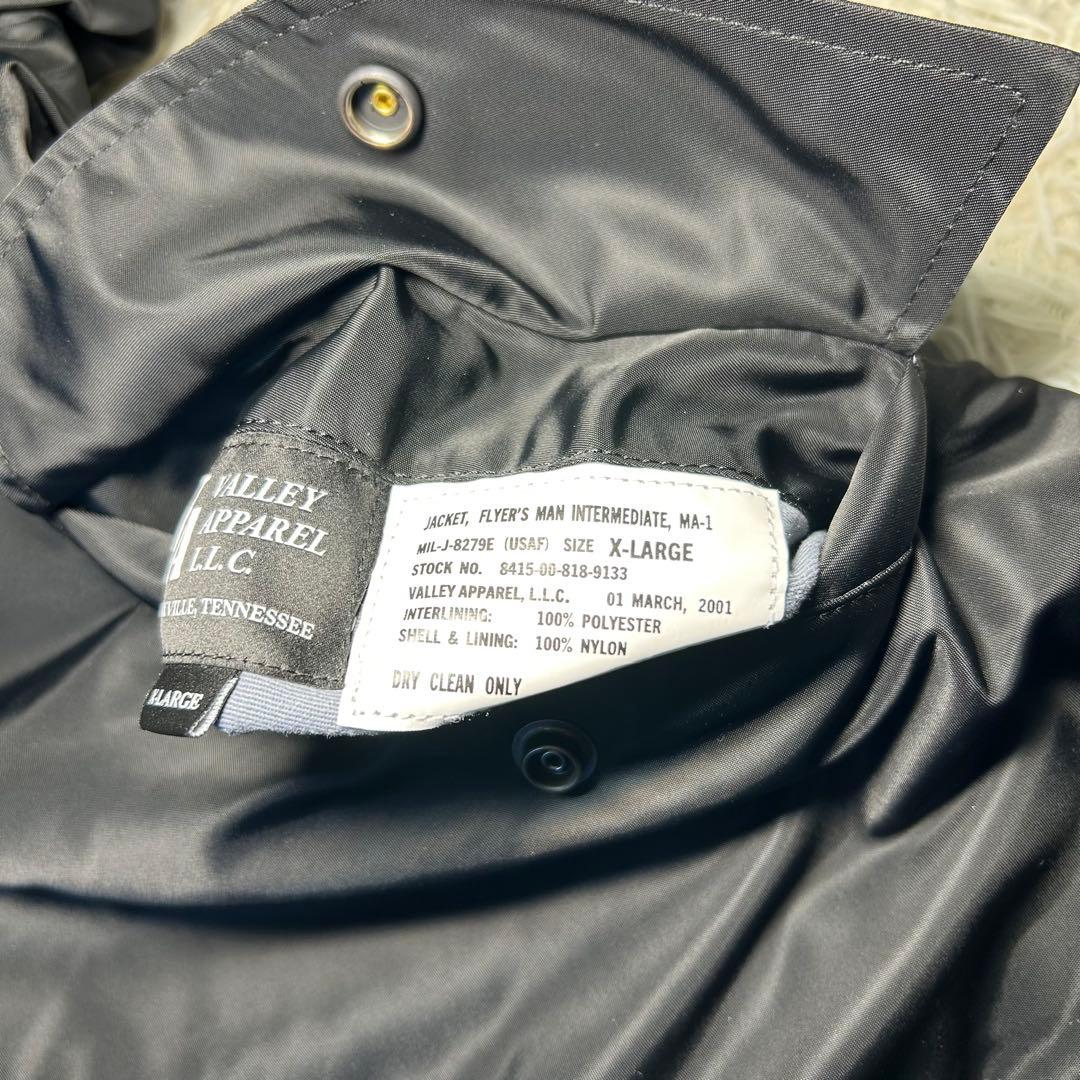 VALLEY
APPAREL
L.L.C.
TENNESSEE
JACKET, FLYER'S MAN INTERMEDIATE, MA-1
MIL-J-8279E (USAF) SIZE X-LARGE
STOCK NO. 8415-00-818-9133
VALLEY APPAREL, L.L.C. 01 MARCH, 2001
INTERLINING: 100% POLYESTER
SHELL & LINING: 100% NYLON
DRY CLEAN ONLY